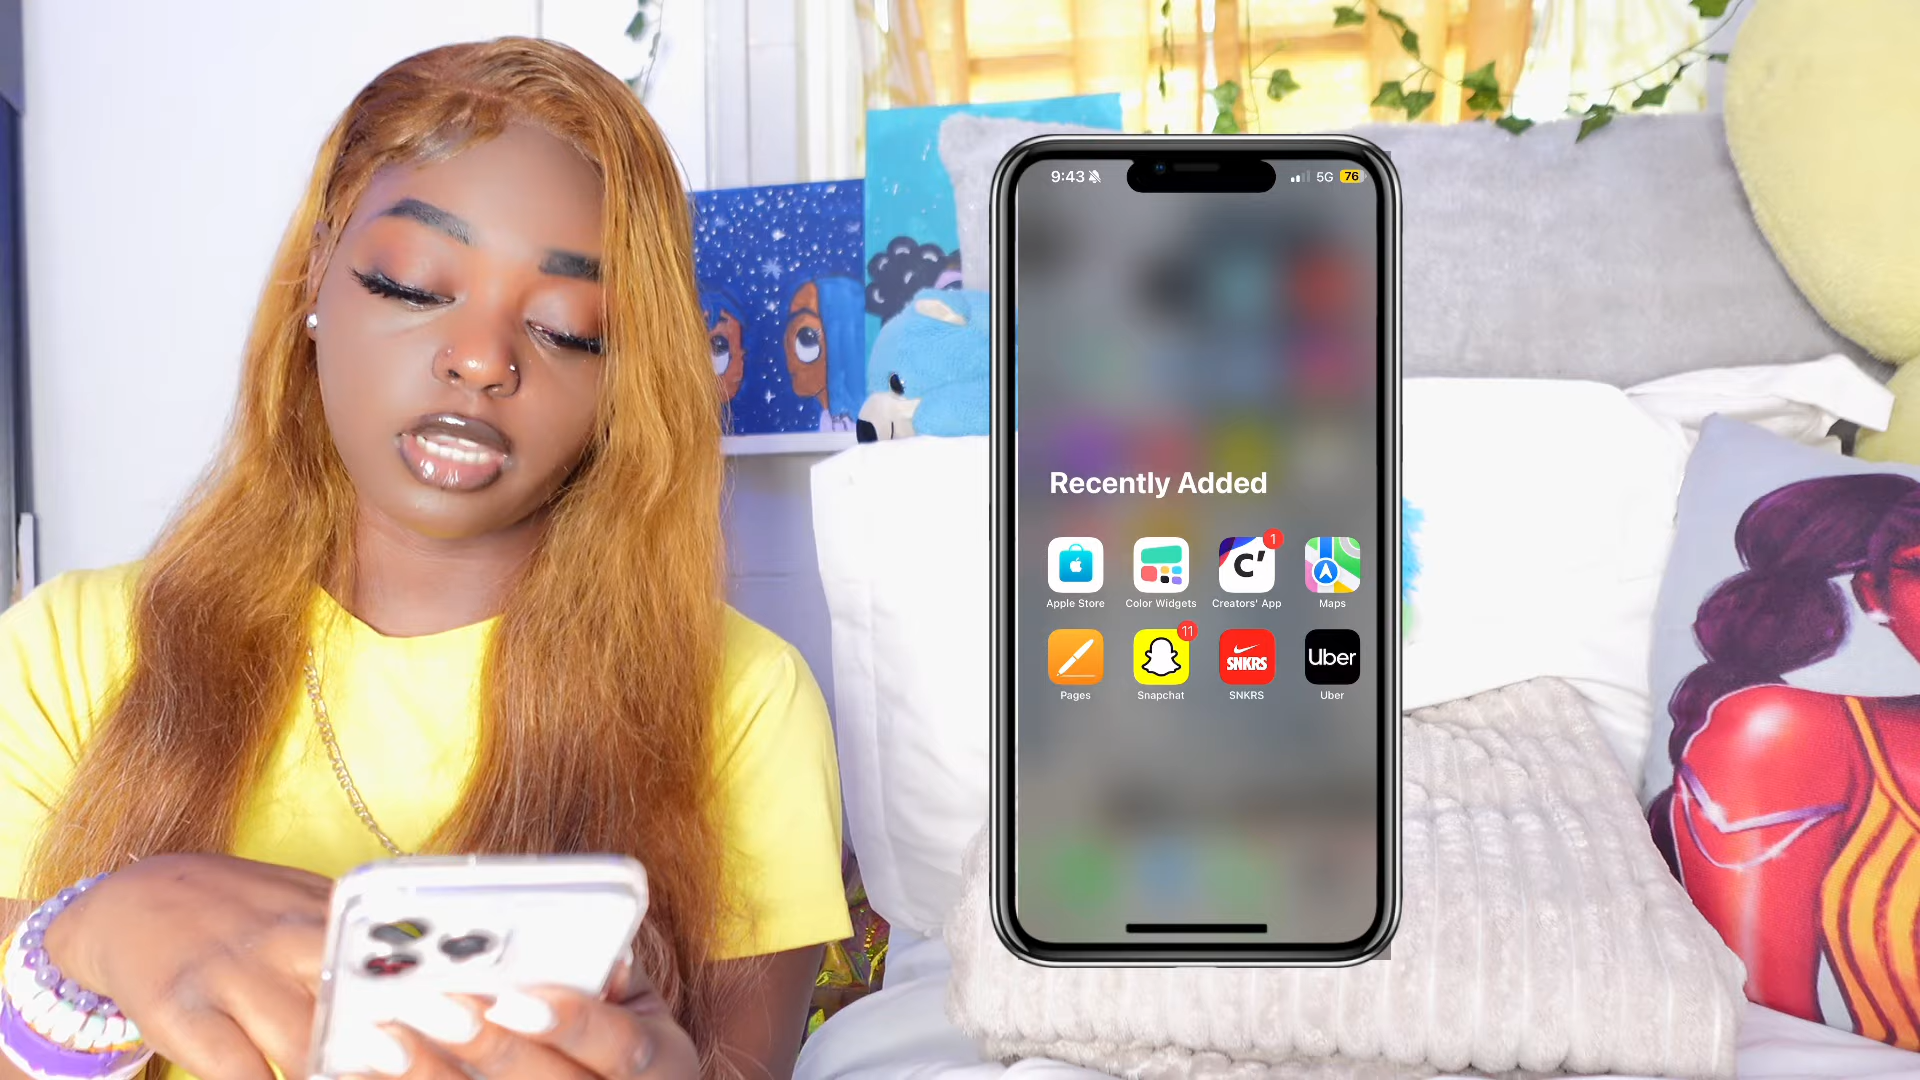 9:43
5G
76
Recently Added
1
C'
Apple Store
Color Widgets
Creators' App
Maps
11
SNKRS
Uber
Pages
Snapchat
SNKRS
Uber